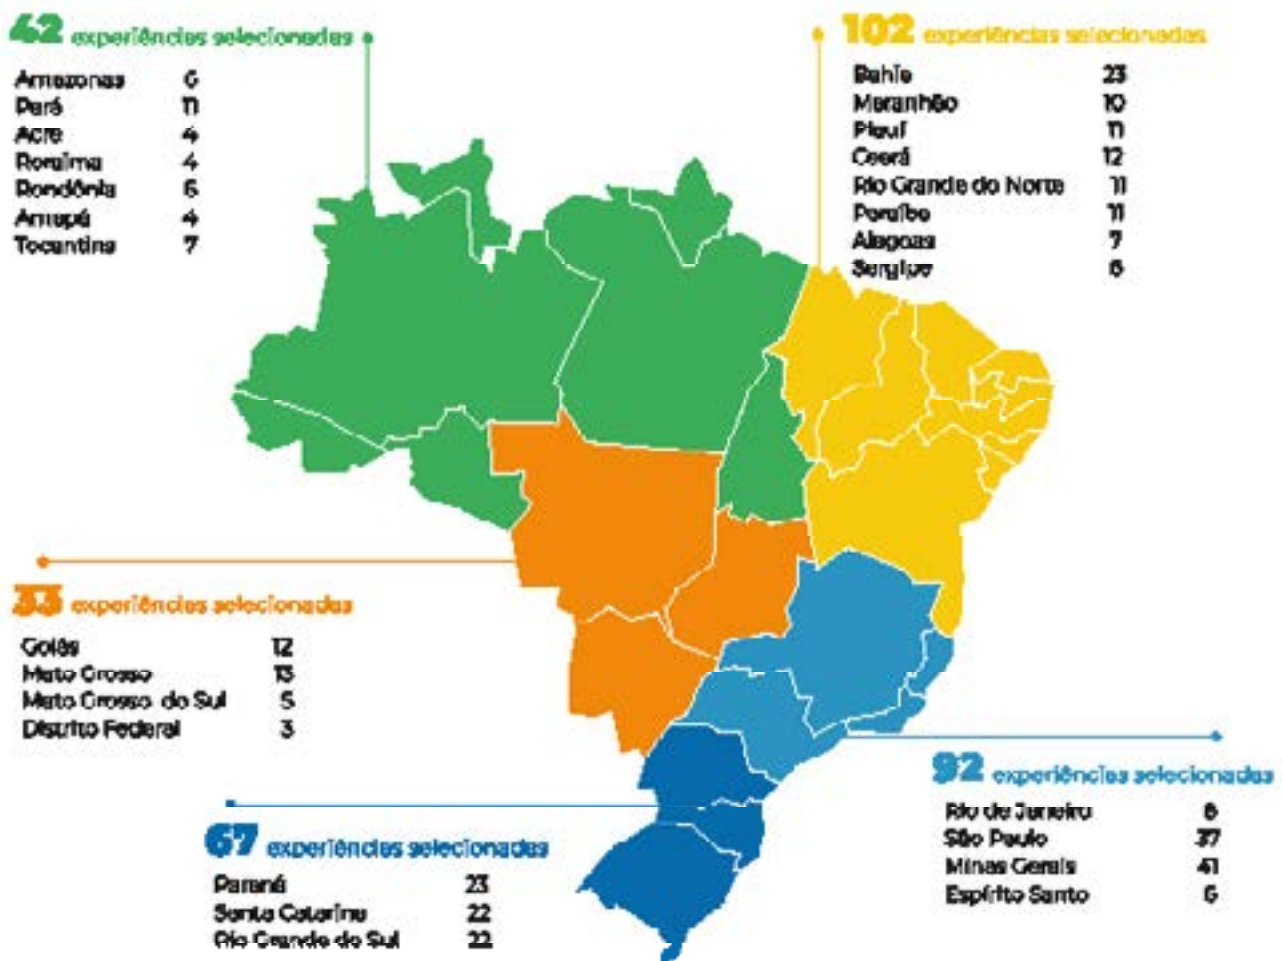 42 experiências selecionadas
Amazonas 6
Pará 11
Acre 4
Roraima 4
Rondônia 6
Amapá 4
Tocantins 7
102 experiências selecionadas
Bahia 23
Maranhão 10
Piauí 11
Ceará 12
Rio Grande do Norte 11
Paraíba 11
Alagoas 7
Sergipe 6
33 experiências selecionadas
Goiás 12
Mato Grosso 13
Mato Grosso do Sul 5
Distrito Federal 3
92 experiências selecionadas
Rio de Janeiro 8
São Paulo 37
Minas Gerais 41
Espírito Santo 6
67 experiências selecionadas
Paraná 23
Santa Catarina 22
Rio Grande do Sul 22